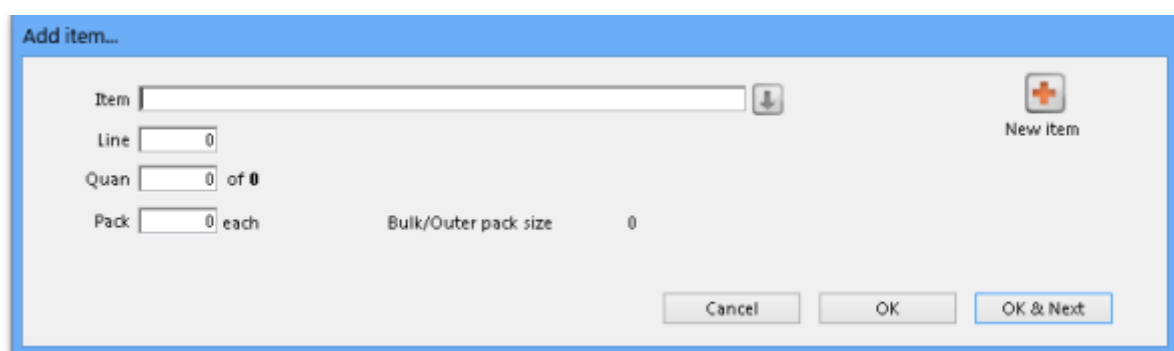 Add item...
Item
New item
Line 0
Quan 0 of 0
Pack 0 each Bulk/Outer pack size 0
Cancel OK OK & Next